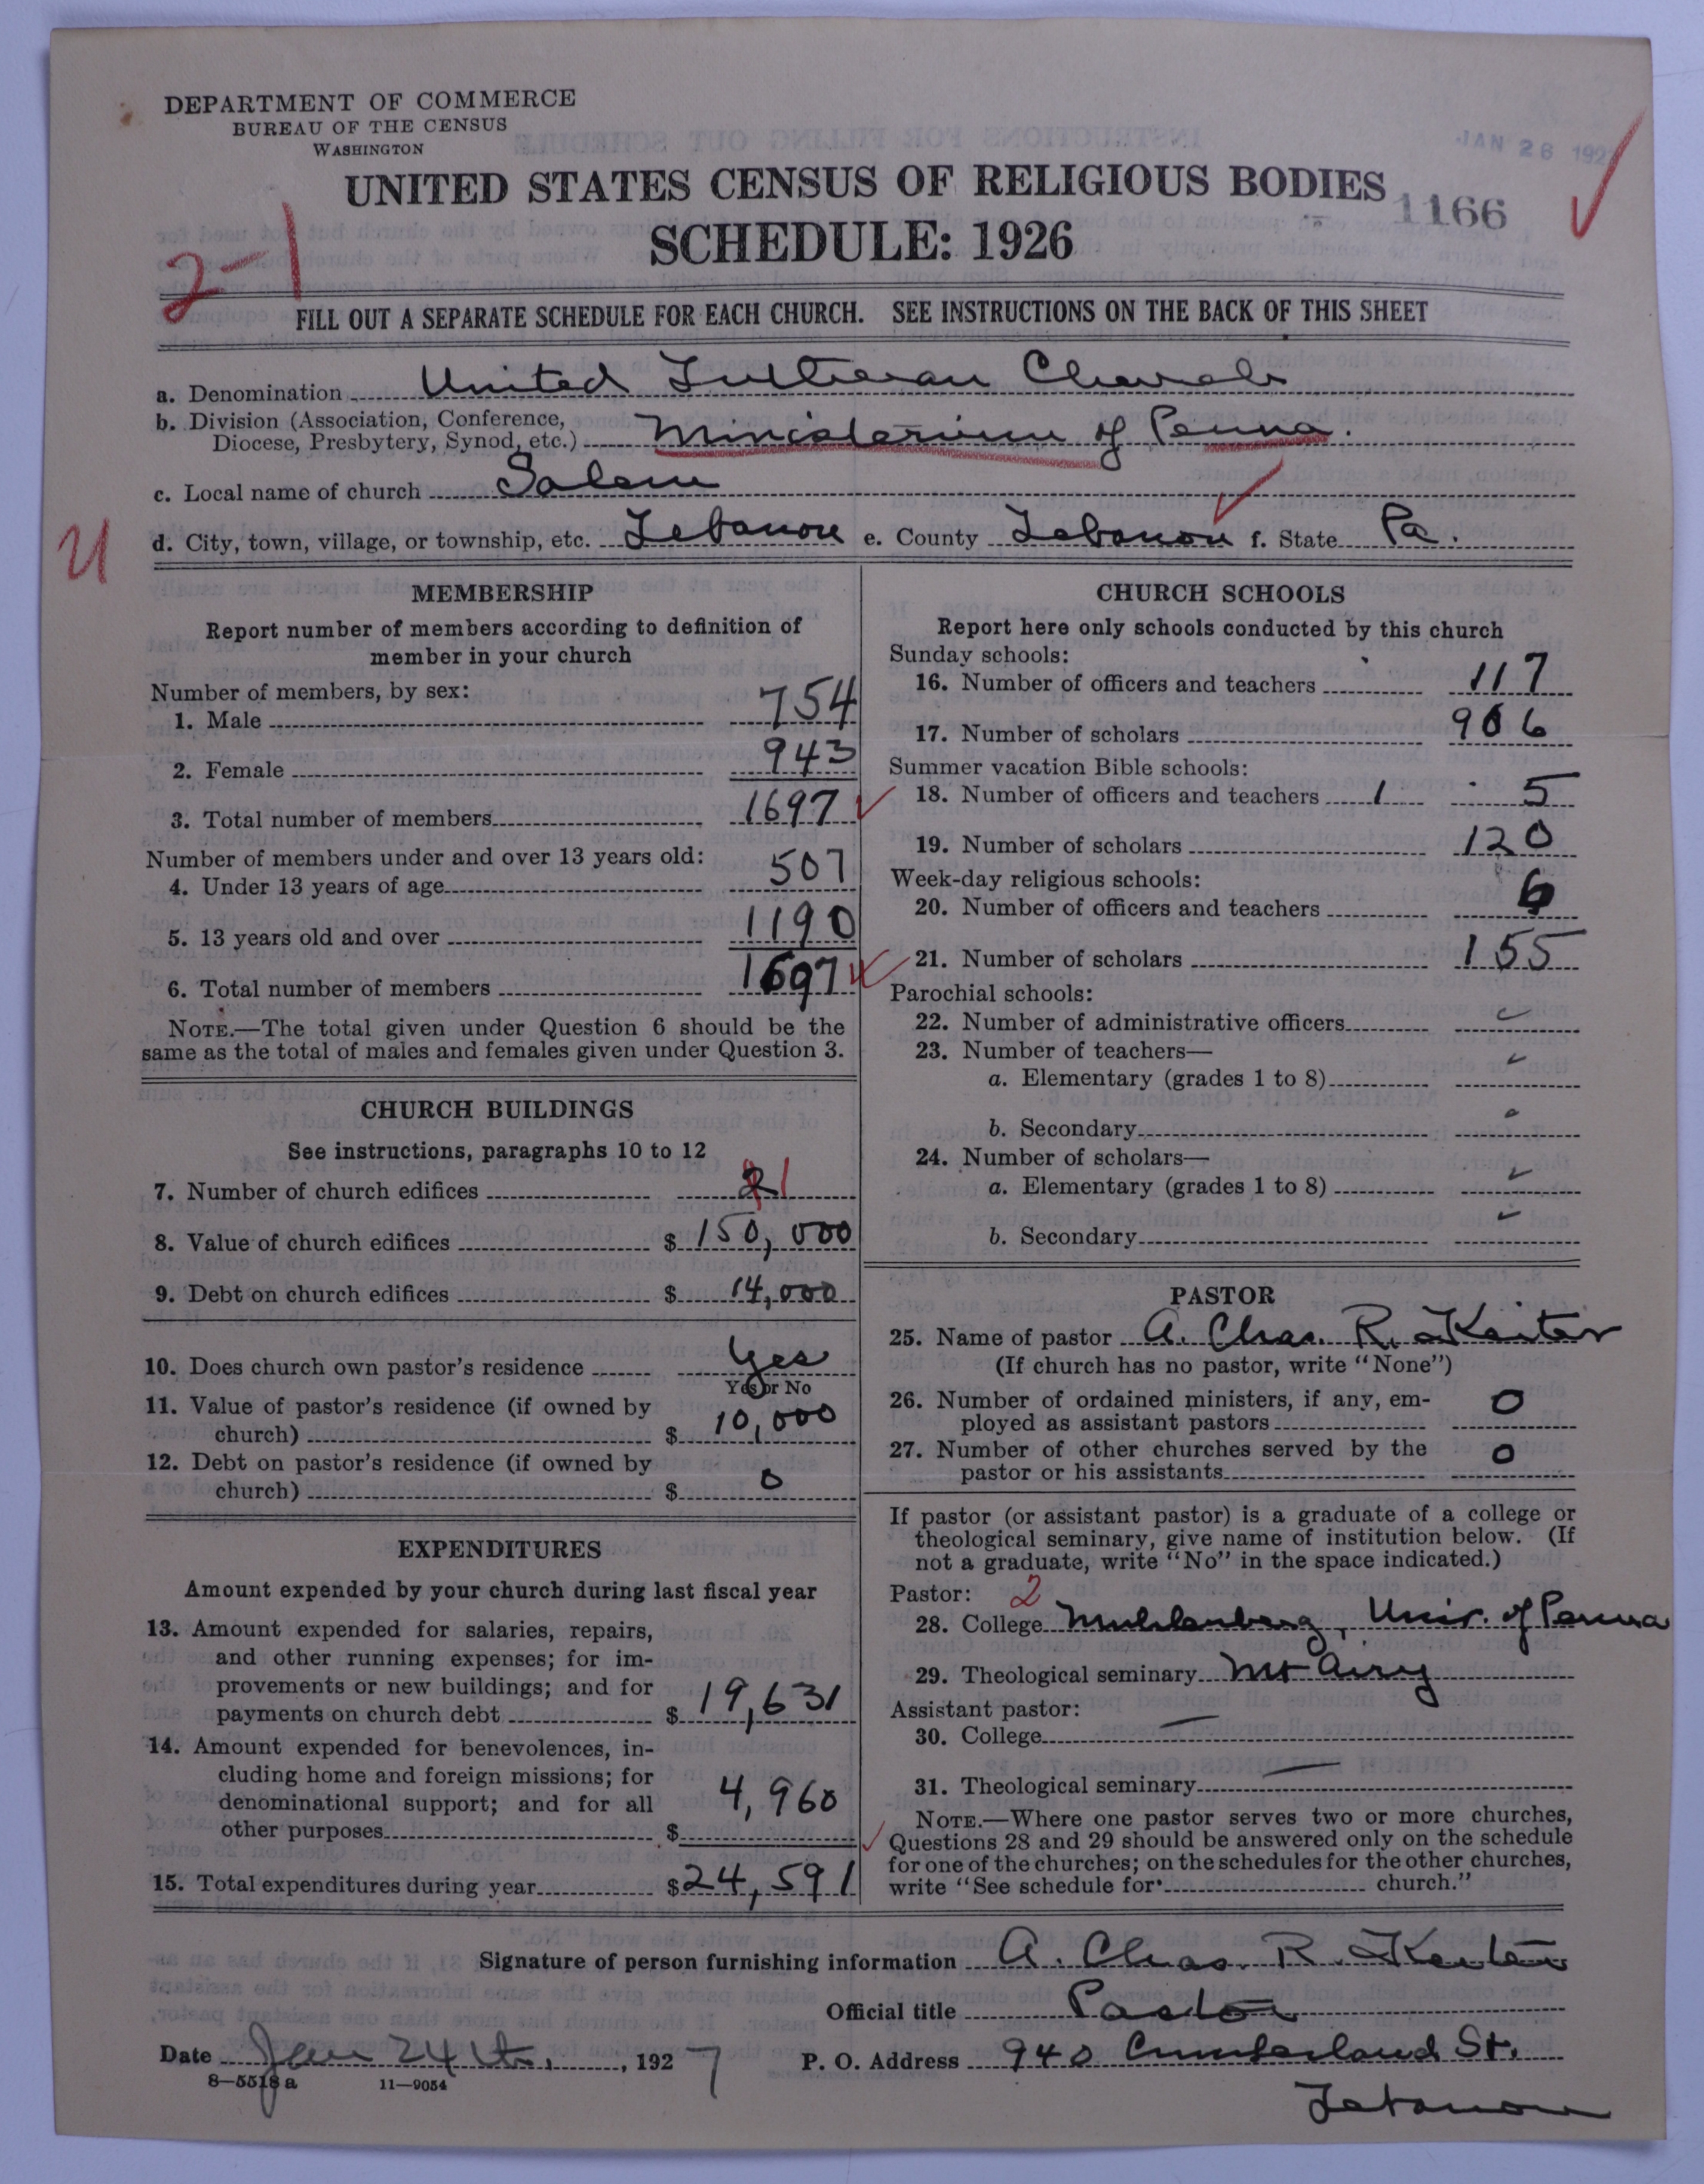 DEPARTMENT OF COMMERCE
BUREAU OF THE CENSUS
WASHINGTON
JAN 26 192
UNITED STATES CENSUS OF RELIGIOUS BODIES
1166
SCHEDULE: 1926
2-1
FILL OUT A SEPARATE SCHEDULE FOR EACH CHURCH. SEE INSTRUCTIONS ON THE BACK OF THIS SHEET
a. Denomination United Lutheran Church
b. Division (Association, Conference,
Diocese, Presbytery, Synod, etc.) Ministerium of Penna.
c. Local name of church Salem
U
d. City, town, village, or township, etc. Lebanon e. County Lebanon f. State Pa.
MEMBERSHIP
Report number of members according to definition of
member in your church
Number of members, by sex:
1. Male 754
2. Female 943
3. Total number of members 1697
Number of members under and over 13 years old:
4. Under 13 years of age 507
5. 13 years old and over 1190
6. Total number of members 1697
NOTE.—The total given under Question 6 should be the
same as the total of males and females given under Question 3.
CHURCH BUILDINGS
See instructions, paragraphs 10 to 12
7. Number of church edifices 2 1
8. Value of church edifices $ 150,000
9. Debt on church edifices $ 14,000
10. Does church own pastor's residence Yes
Yes or No
11. Value of pastor's residence (if owned by
church) $ 10,000
12. Debt on pastor's residence (if owned by
church) $ 0
EXPENDITURES
Amount expended by your church during last fiscal year
13. Amount expended for salaries, repairs,
and other running expenses; for im-
provements or new buildings; and for
payments on church debt $ 19,631
14. Amount expended for benevolences, in-
cluding home and foreign missions; for
denominational support; and for all
other purposes $ 4,960
15. Total expenditures during year $ 24,591
CHURCH SCHOOLS
Report here only schools conducted by this church
Sunday schools:
16. Number of officers and teachers 117
17. Number of scholars 906
Summer vacation Bible schools:
18. Number of officers and teachers 1 5
19. Number of scholars 120
Week-day religious schools:
20. Number of officers and teachers 6
21. Number of scholars 155
Parochial schools:
22. Number of administrative officers
23. Number of teachers—
a. Elementary (grades 1 to 8)
b. Secondary
24. Number of scholars—
a. Elementary (grades 1 to 8)
b. Secondary
PASTOR
25. Name of pastor A. Chas. R. Keiter
(If church has no pastor, write "None")
26. Number of ordained ministers, if any, em-
ployed as assistant pastors 0
27. Number of other churches served by the
pastor or his assistants 0
If pastor (or assistant pastor) is a graduate of a college or
theological seminary, give name of institution below. (If
not a graduate, write "No" in the space indicated.)
Pastor: 2
28. College Muhlenberg, Univ. of Penna
29. Theological seminary Mt Airy
Assistant pastor:
30. College —
31. Theological seminary —
NOTE.—Where one pastor serves two or more churches,
Questions 28 and 29 should be answered only on the schedule
for one of the churches; on the schedules for the other churches,
write "See schedule for church."
Signature of person furnishing information A. Chas. R. Keiter
Official title Pastor
Date Jan 24th, 1927 P. O. Address 940 Cumberland St.
8—5518a 11—9054
Lebanon